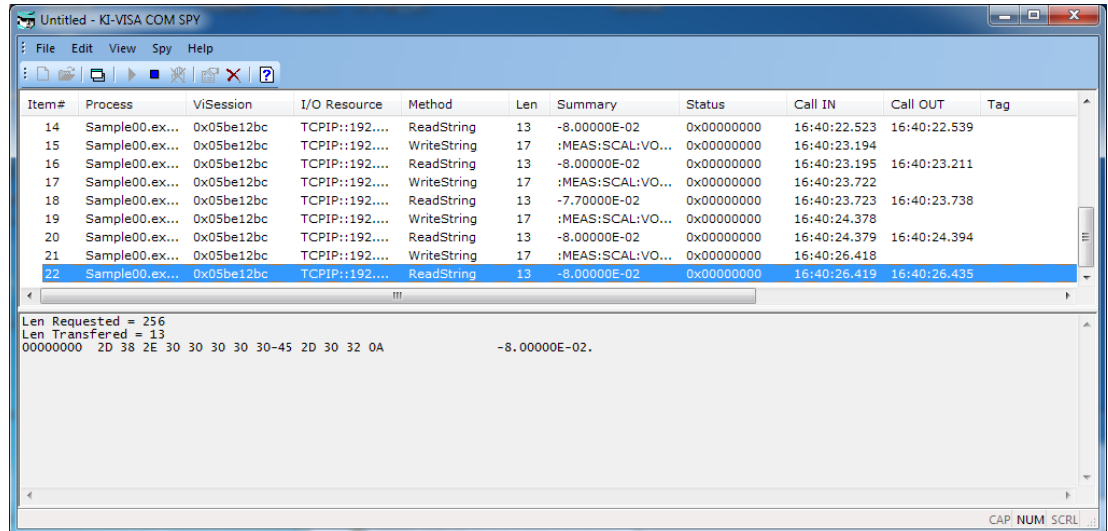 Untitled - KI-VISA COM SPY
File Edit View Spy Help
Item# Process ViSession I/O Resource Method Len Summary Status Call IN Call OUT Tag
14 Sample00.ex... 0x05be12bc TCPIP::192.... ReadString 13 -8.00000E-02 0x00000000 16:40:22.523 16:40:22.539
15 Sample00.ex... 0x05be12bc TCPIP::192.... WriteString 17 :MEAS:SCAL:VO... 0x00000000 16:40:23.194
16 Sample00.ex... 0x05be12bc TCPIP::192.... ReadString 13 -8.00000E-02 0x00000000 16:40:23.195 16:40:23.211
17 Sample00.ex... 0x05be12bc TCPIP::192.... WriteString 17 :MEAS:SCAL:VO... 0x00000000 16:40:23.722
18 Sample00.ex... 0x05be12bc TCPIP::192.... ReadString 13 -7.70000E-02 0x00000000 16:40:23.723 16:40:23.738
19 Sample00.ex... 0x05be12bc TCPIP::192.... WriteString 17 :MEAS:SCAL:VO... 0x00000000 16:40:24.378
20 Sample00.ex... 0x05be12bc TCPIP::192.... ReadString 13 -8.00000E-02 0x00000000 16:40:24.379 16:40:24.394
21 Sample00.ex... 0x05be12bc TCPIP::192.... WriteString 17 :MEAS:SCAL:VO... 0x00000000 16:40:26.418
22 Sample00.ex... 0x05be12bc TCPIP::192.... ReadString 13 -8.00000E-02 0x00000000 16:40:26.419 16:40:26.435
Len Requested = 256
Len Transfered = 13
00000000 2D 38 2E 30 30 30 30 30-45 2D 30 32 0A -8.00000E-02.
CAP NUM SCRL